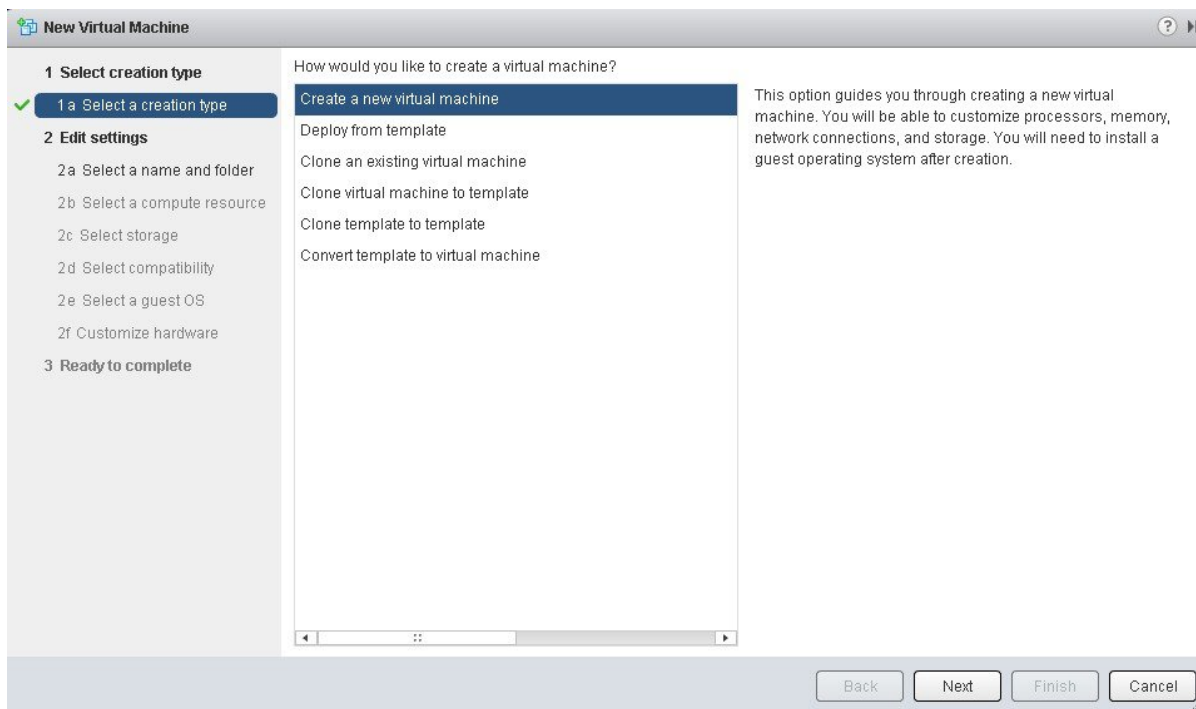 New Virtual Machine
?
1 Select creation type
1a Select a creation type
2 Edit settings
2a Select a name and folder
2b Select a compute resource
2c Select storage
2d Select compatibility
2e Select a guest OS
2f Customize hardware
3 Ready to complete
How would you like to create a virtual machine?
Create a new virtual machine
Deploy from template
Clone an existing virtual machine
Clone virtual machine to template
Clone template to template
Convert template to virtual machine
This option guides you through creating a new virtual
machine. You will be able to customize processors, memory,
network connections, and storage. You will need to install a
guest operating system after creation.
Back
Next
Finish
Cancel